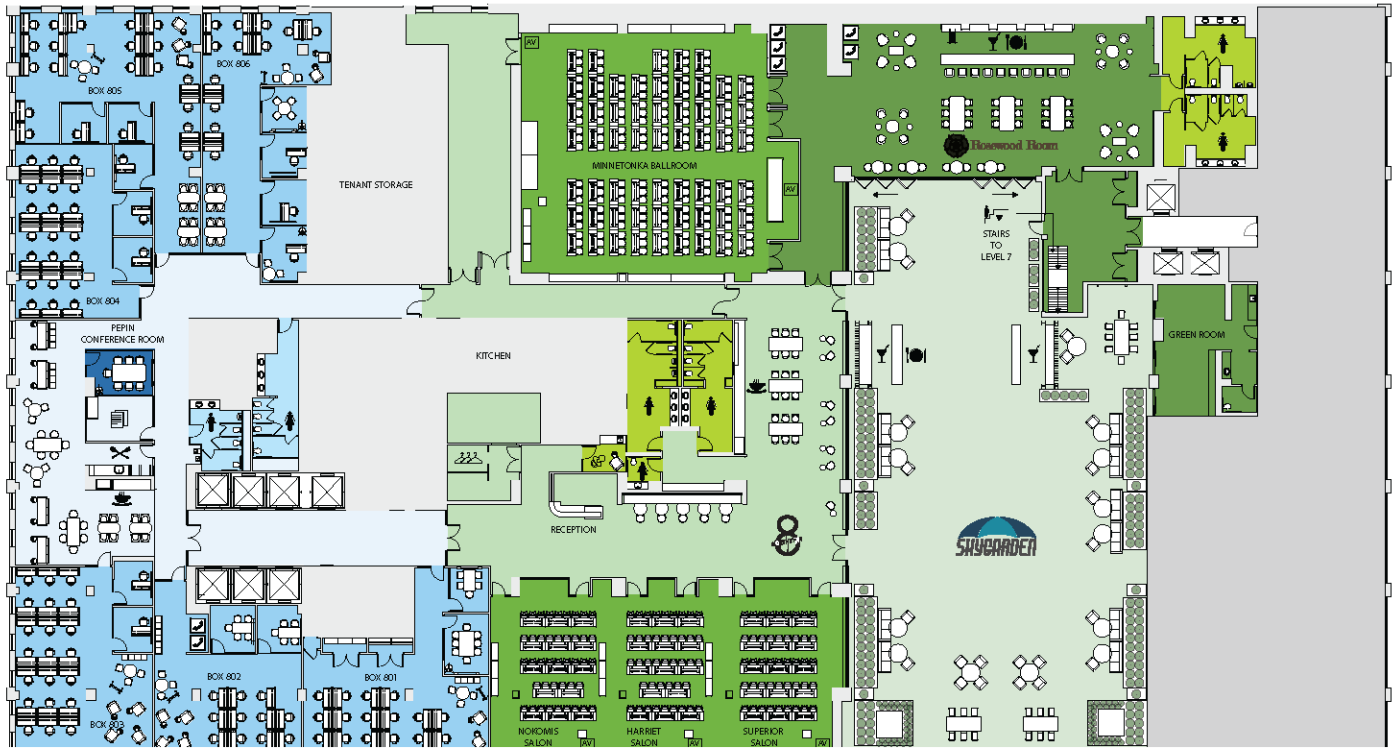 AV
BOX 806
BOX 805
MINNETONKA BALLROOM
Rosewood Room
TENANT STORAGE
AV
STAIRS
TO
LEVEL 7
BOX 804
PEPIN
CONFERENCE ROOM
GREEN ROOM
KITCHEN
RECEPTION
8
SKYGARDEN
BOX 802
BOX 801
BOX 803
NOKOMIS
SALON
AV
HARRIET
SALON
AV
SUPERIOR
SALON
AV